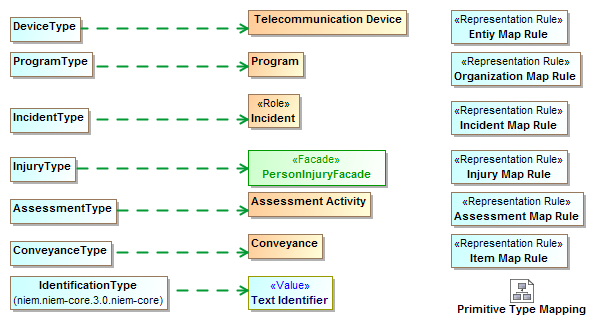 DeviceType
Telecommunication Device
«Representation Rule»
Entiy Map Rule
ProgramType
Program
«Representation Rule»
Organization Map Rule
IncidentType
«Role»
Incident
«Representation Rule»
Incident Map Rule
InjuryType
«Facade»
PersonInjuryFacade
«Representation Rule»
Injury Map Rule
AssessmentType
Assessment Activity
«Representation Rule»
Assessment Map Rule
ConveyanceType
Conveyance
«Representation Rule»
Item Map Rule
IdentificationType
(niem.niem-core.3.0.niem-core)
«Value»
Text Identifier
Primitive Type Mapping